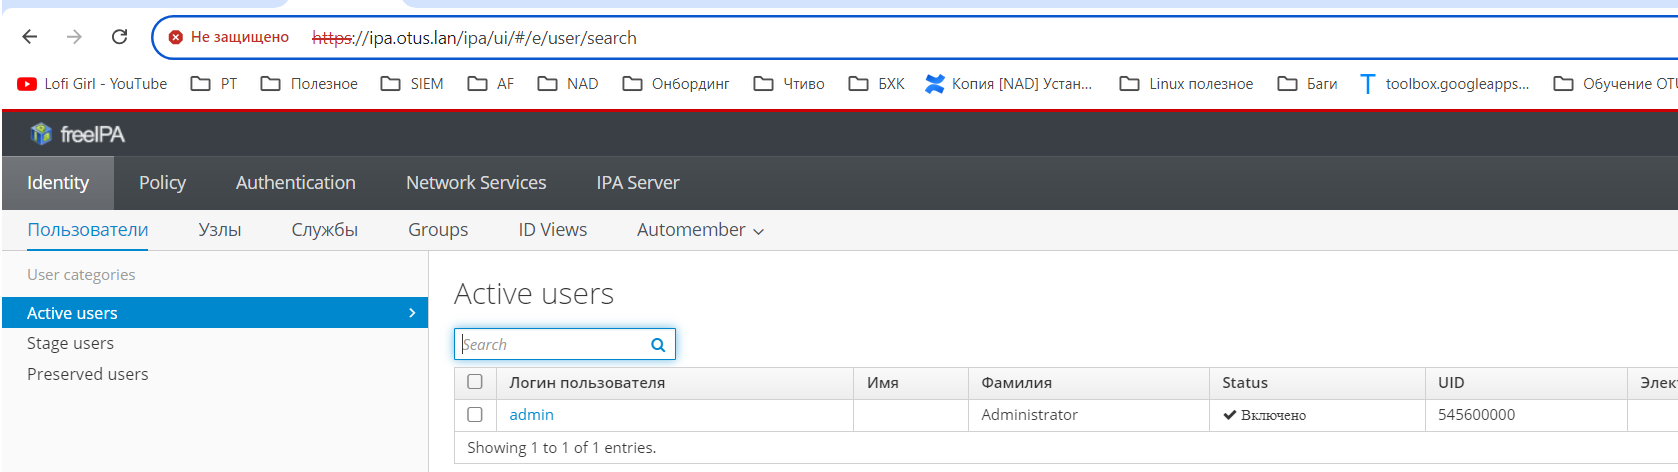 Не защищено https://ipa.otus.lan/ipa/ui/#/e/user/search
Lofi Girl - YouTube PT Полезное SIEM AF NAD Онбординг Чтиво БХК Копия [NAD] Устан... Linux полезное Баги toolbox.googleapps... Обучение OTU
freeIPA
Identity Policy Authentication Network Services IPA Server
Пользователи Узлы Службы Groups ID Views Automember
User categories
Active users
Stage users
Preserved users
Active users
Search
Логин пользователя Имя Фамилия Status UID Элек
admin Administrator Включено 545600000
Showing 1 to 1 of 1 entries.